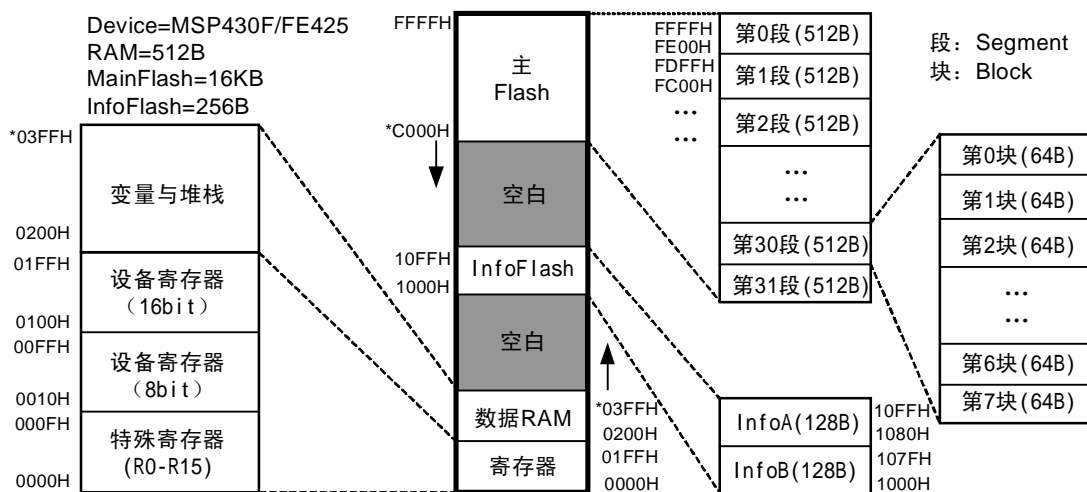 Device=MSP430F/FE425
RAM=512B
MainFlash=16KB
InfoFlash=256B
*03FFH
变量与堆栈
0200H
01FFH
设备寄存器
(16bit)
0100H
00FFH
设备寄存器
(8bit)
0010H
000FH
特殊寄存器
(R0-R15)
0000H
FFFFH
主
Flash
*C000H
空白
10FFH
InfoFlash
1000H
空白
数据RAM
寄存器
*03FFH
0200H
01FFH
0000H
FFFFH
FE00H
FDFFH
FC00H
...
...
第0段(512B)
第1段(512B)
第2段(512B)
...
...
第30段(512B)
第31段(512B)
InfoA(128B)
InfoB(128B)
10FFH
1080H
107FH
1000H
段：Segment
块：Block
第0块(64B)
第1块(64B)
第2块(64B)
...
...
第6块(64B)
第7块(64B)